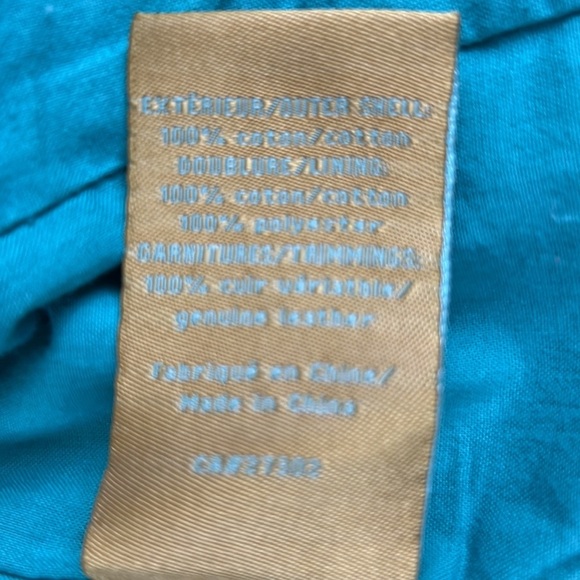 EXTÉRIEUR/OUTER SHELL:
100% coton/cotton
DOUBLURE/LINING:
100% coton/cotton
100% polyester
GARNITURES/TRIMMINGS:
100% cuir véritable/
genuine leather
Fabriqué en Chine/
Made in China